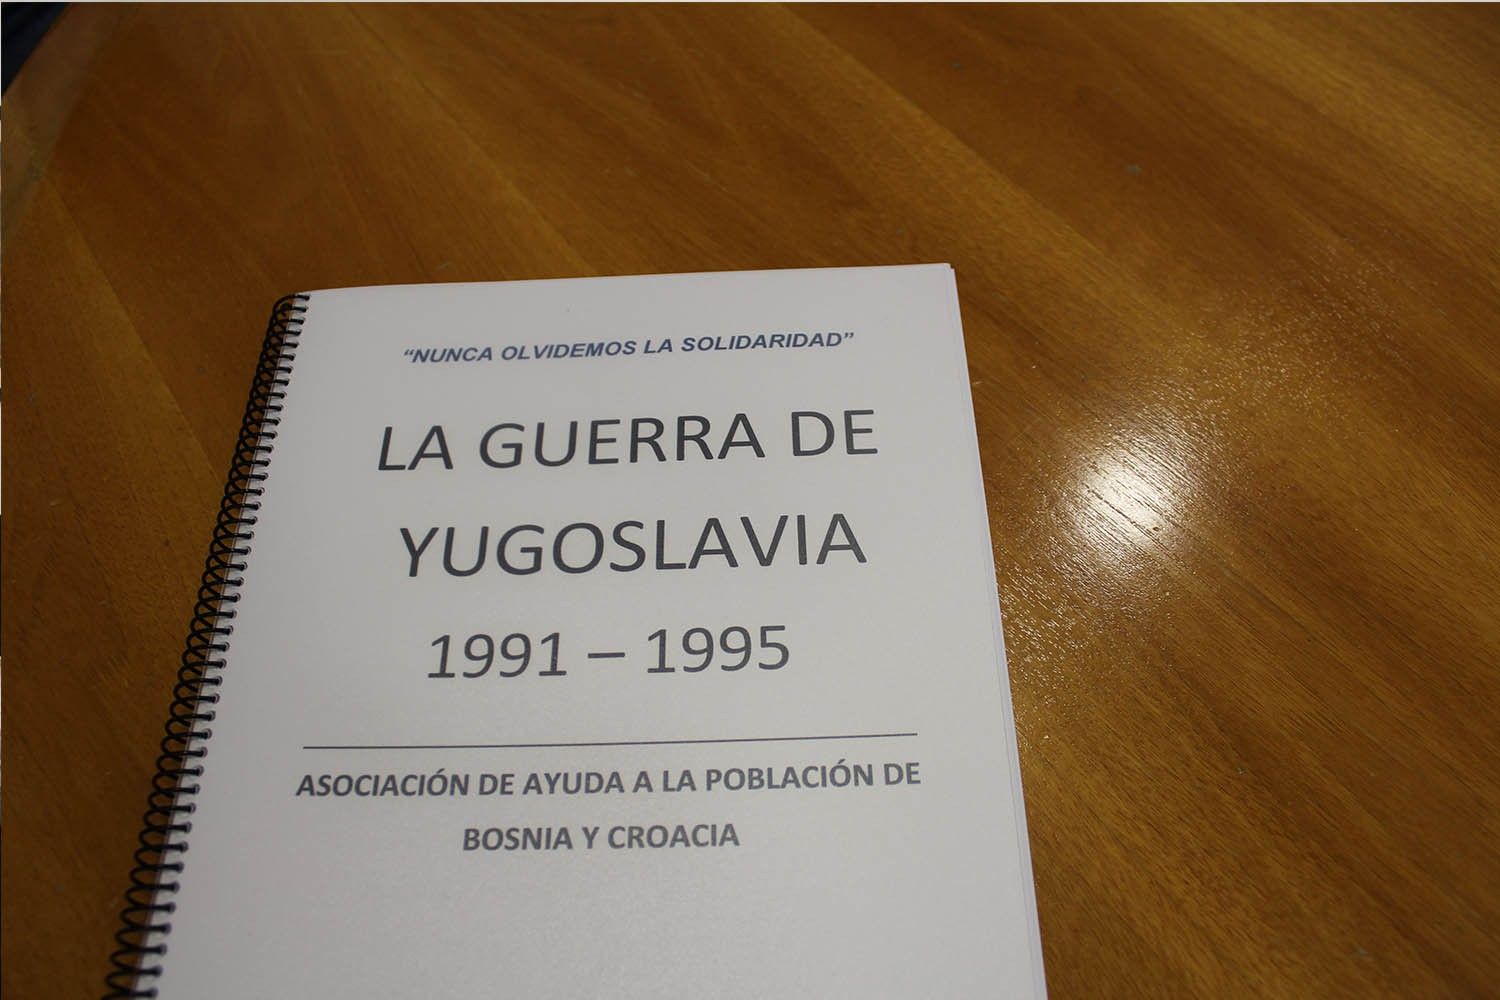 “NUNCA OLVIDEMOS LA SOLIDARIDAD”
LA GUERRA DE
YUGOSLAVIA
1991 – 1995
ASOCIACIÓN DE AYUDA A LA POBLACIÓN DE
BOSNIA Y CROACIA